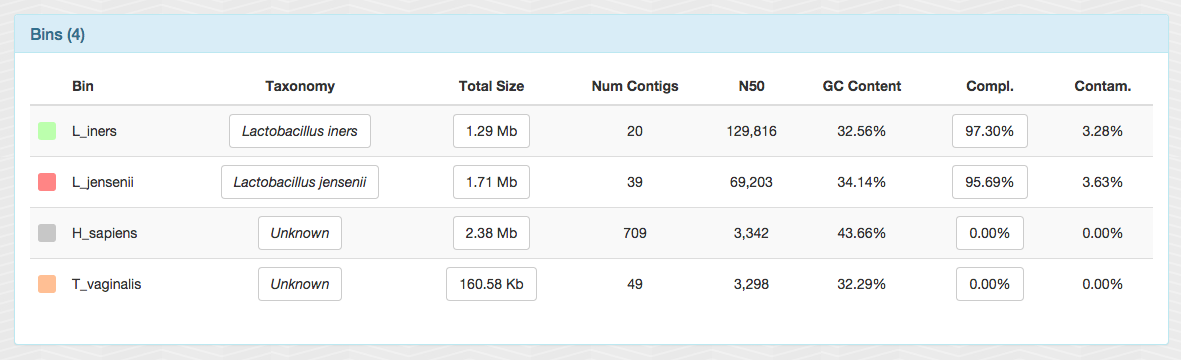 Bins (4)
Bin Taxonomy Total Size Num Contigs N50 GC Content Compl. Contam.
L_iners Lactobacillus iners 1.29 Mb 20 129,816 32.56% 97.30% 3.28%
L_jensenii Lactobacillus jensenii 1.71 Mb 39 69,203 34.14% 95.69% 3.63%
H_sapiens Unknown 2.38 Mb 709 3,342 43.66% 0.00% 0.00%
T_vaginalis Unknown 160.58 Kb 49 3,298 32.29% 0.00% 0.00%